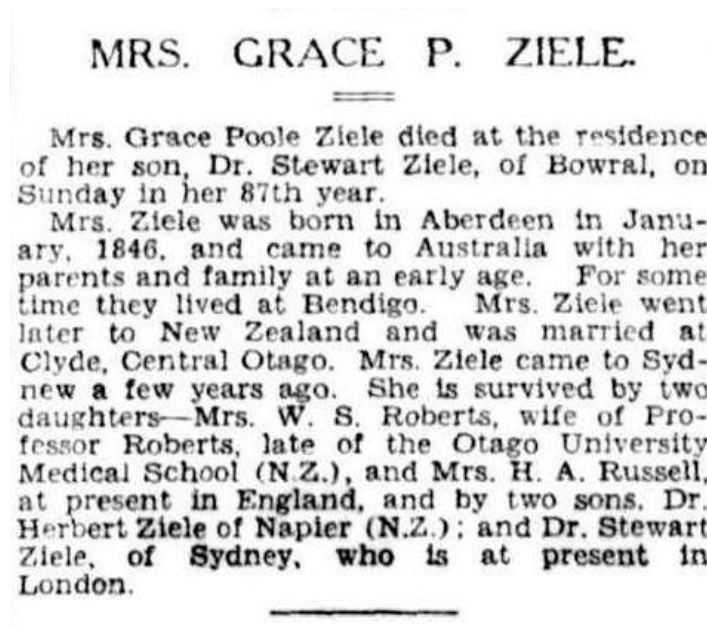 MRS. GRACE P. ZIELE.
Mrs. Grace Poole Ziele died at the residence
of her son, Dr. Stewart Ziele, of Bowral, on
Sunday in her 87th year.
Mrs. Ziele was born in Aberdeen in Janu-
ary, 1846, and came to Australia with her
parents and family at an early age. For some
time they lived at Bendigo. Mrs. Ziele went
later to New Zealand and was married at
Clyde, Central Otago. Mrs. Ziele came to Syd-
new a few years ago. She is survived by two
daughters—Mrs. W. S. Roberts, wife of Pro-
fessor Roberts, late of the Otago University
Medical School (N.Z.), and Mrs. H. A. Russell,
at present in England, and by two sons, Dr.
Herbert Ziele of Napier (N.Z.); and Dr. Stewart
Ziele, of Sydney, who is at present in
London.